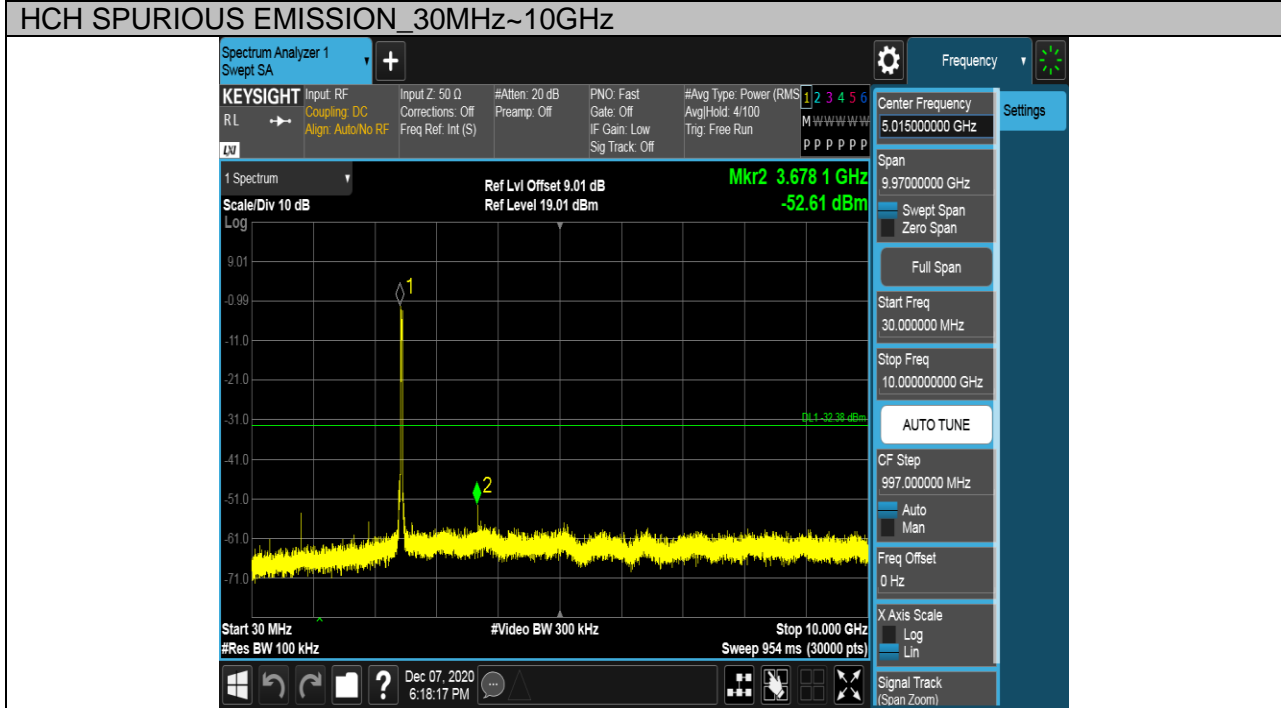 HCH SPURIOUS EMISSION_30MHz~10GHz
Spectrum Analyzer 1
Swept SA
+
Frequency
KEYSIGHT
RL
LXI
Input: RF
Coupling: DC
Align: Auto/No RF
Input Z: 50 Ω
Corrections: Off
Freq Ref: Int (S)
#Atten: 20 dB
Preamp: Off
PNO: Fast
Gate: Off
IF Gain: Low
Sig Track: Off
#Avg Type: Power (RMS
Avg|Hold: 4/100
Trig: Free Run
1 2 3 4 5 6
M W W W W W
P P P P P P
1 Spectrum
Scale/Div 10 dB
Log
Ref Lvl Offset 9.01 dB
Ref Level 19.01 dBm
Mkr2 3.678 1 GHz
-52.61 dBm
9.01
-0.99
-11.0
-21.0
-31.0
-41.0
-51.0
-61.0
-71.0
1
2
DL1 -32.38 dBm
Start 30 MHz
#Res BW 100 kHz
#Video BW 300 kHz
Stop 10.000 GHz
Sweep 954 ms (30000 pts)
?
Dec 07, 2020
6:18:17 PM
Center Frequency
5.015000000 GHz
Settings
Span
9.97000000 GHz
Swept Span
Zero Span
Full Span
Start Freq
30.000000 MHz
Stop Freq
10.000000000 GHz
AUTO TUNE
CF Step
997.000000 MHz
Auto
Man
Freq Offset
0 Hz
X Axis Scale
Log
Lin
Signal Track
(Span Zoom)